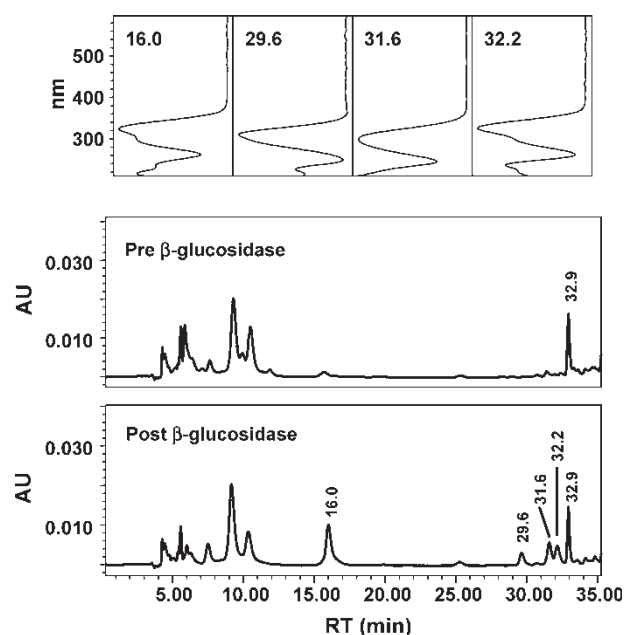 16.0 29.6 31.6 32.2
500
400
300
nm
Pre β-glucosidase
32.9
0.030
0.010
AU
Post β-glucosidase
16.0
29.6
31.6
32.2
32.9
0.030
0.010
AU
5.00 10.00 15.00 20.00 25.00 30.00 35.00
RT (min)